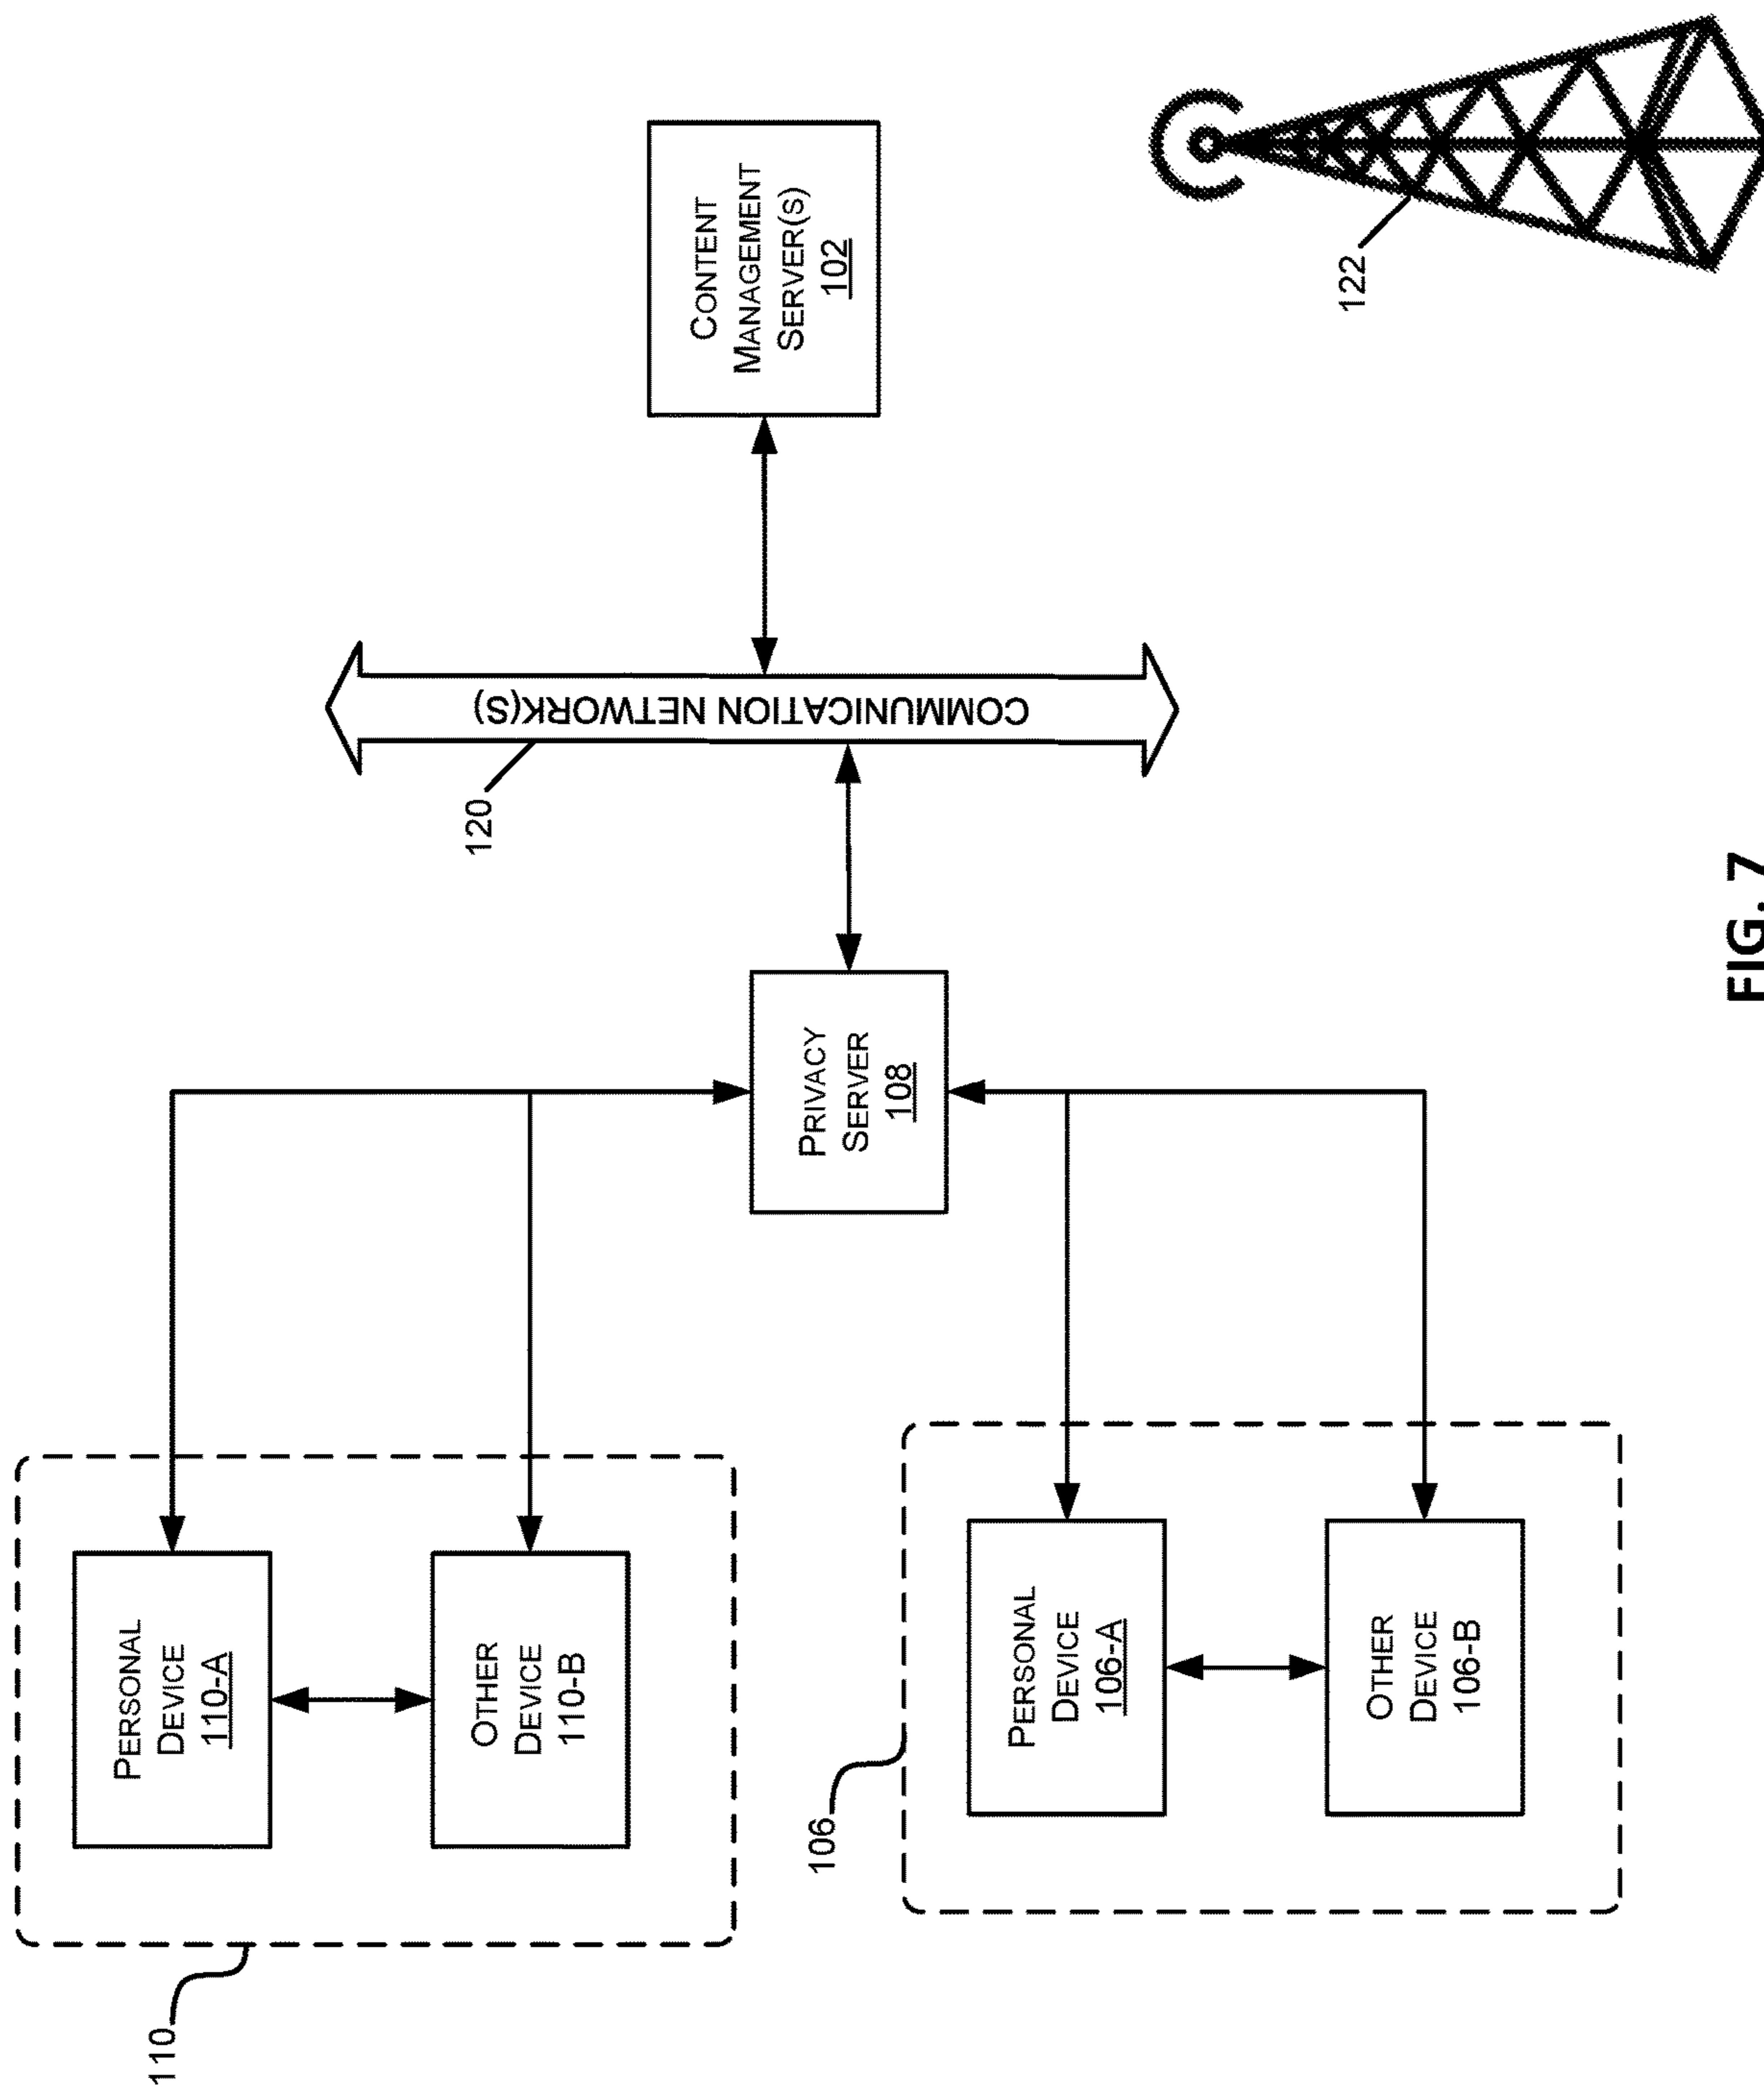 110
PERSONAL
DEVICE
110-A
OTHER
DEVICE
110-B
120
COMMUNICATION NETWORK(S)
CONTENT
MANAGEMENT
SERVER(S)
102
PRIVACY
SERVER
108
106
PERSONAL
DEVICE
106-A
OTHER
DEVICE
106-B
122
FIG. 7